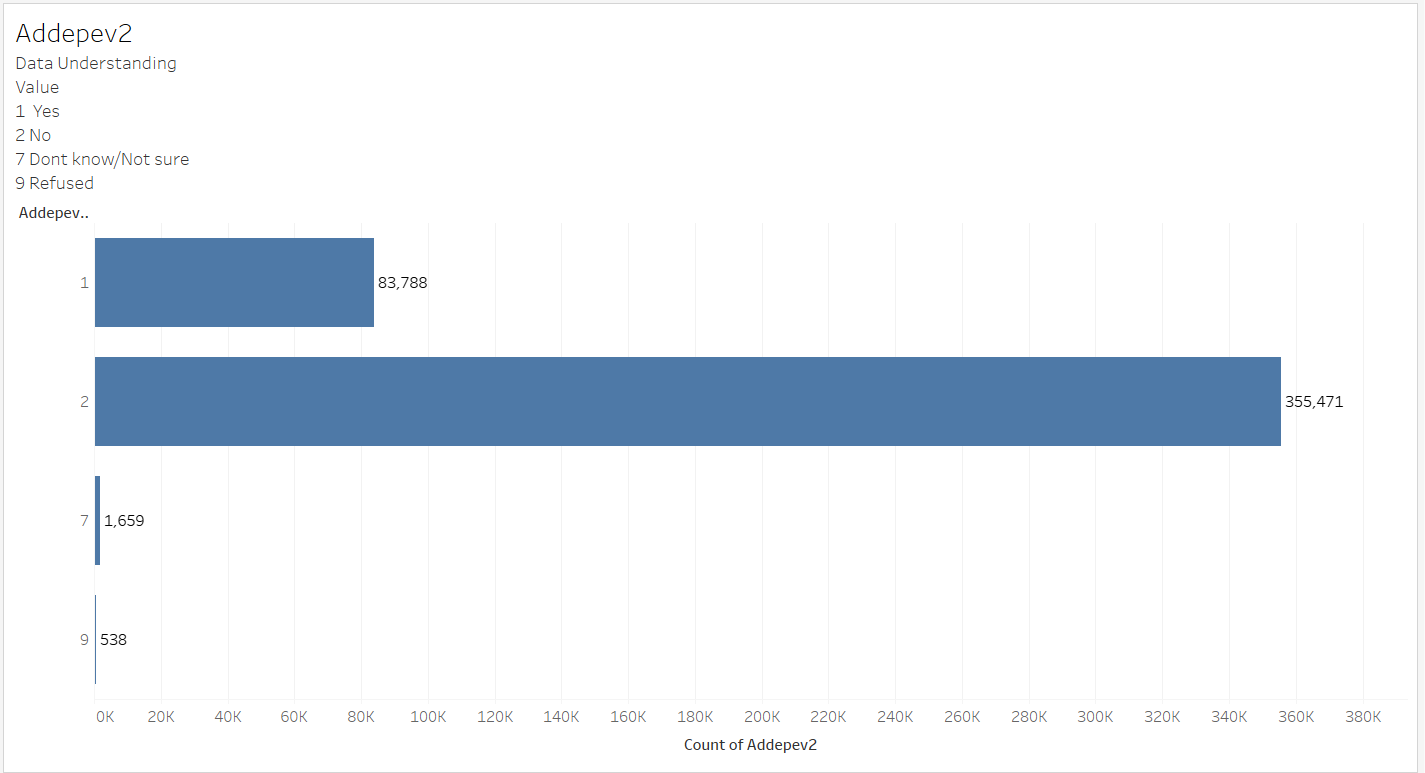 Addepev2
Data Understanding
Value
1  Yes
2 No
7 Dont know/Not sure
9 Refused
Addepev..
1
83,788
2
355,471
7
1,659
9
538
0K 20K 40K 60K 80K 100K 120K 140K 160K 180K 200K 220K 240K 260K 280K 300K 320K 340K 360K 380K
Count of Addepev2